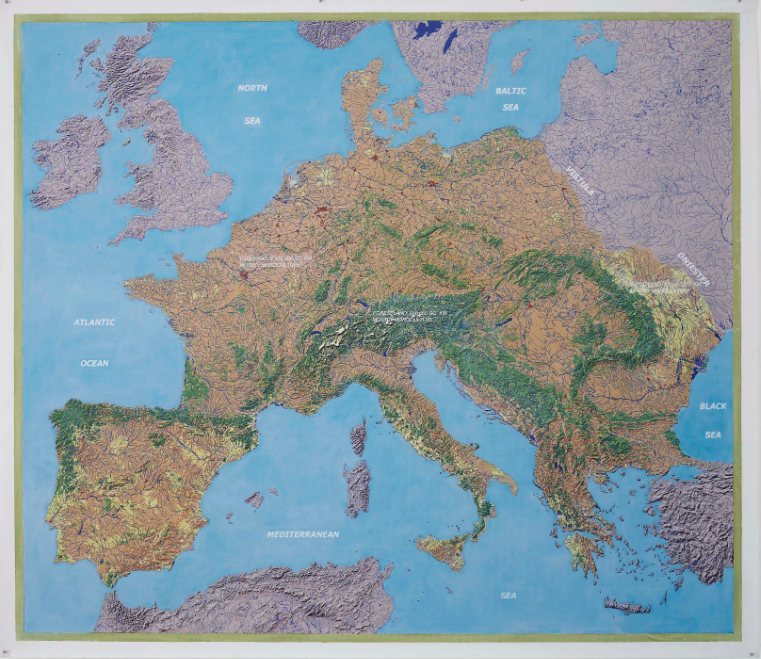 NORTH
SEA
BALTIC
SEA
VISTULA
DNIESTER
ATLANTIC
OCEAN
BLACK
SEA
MEDITERRANEAN
SEA